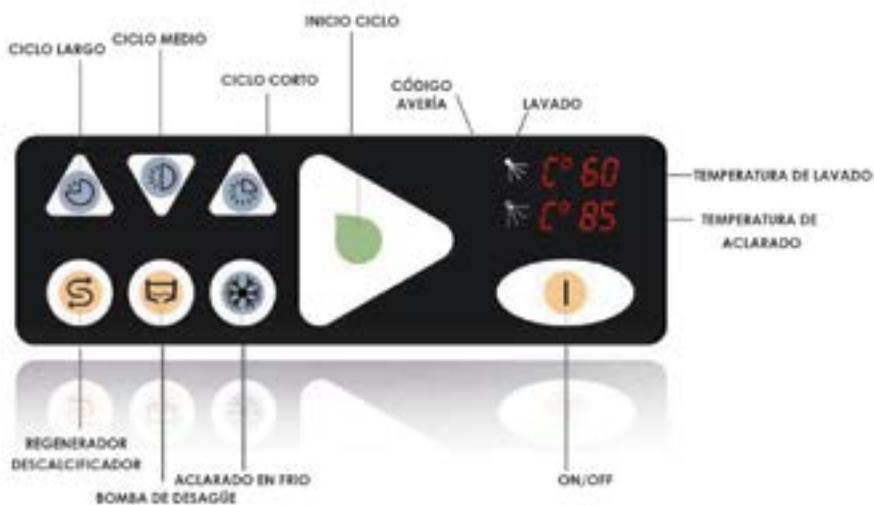 INICIO CICLO
CICLO MEDIO
CICLO LARGO
CICLO CORTO
CÓDIGO
AVERÍA
LAVADO
C° 60
TEMPERATURA DE LAVADO
C° 85
TEMPERATURA DE
ACLARADO
REGENERADOR
DESCALCIFICADOR
ACLARADO EN FRIO
BOMBA DE DESAGÜE
ON/OFF